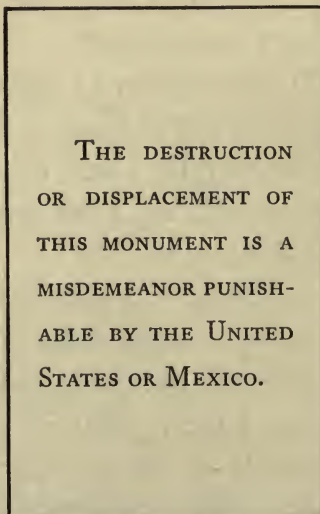 The destruction
or displacement of
this monument is a
misdemeanor punish-
able by the United
States or Mexico.